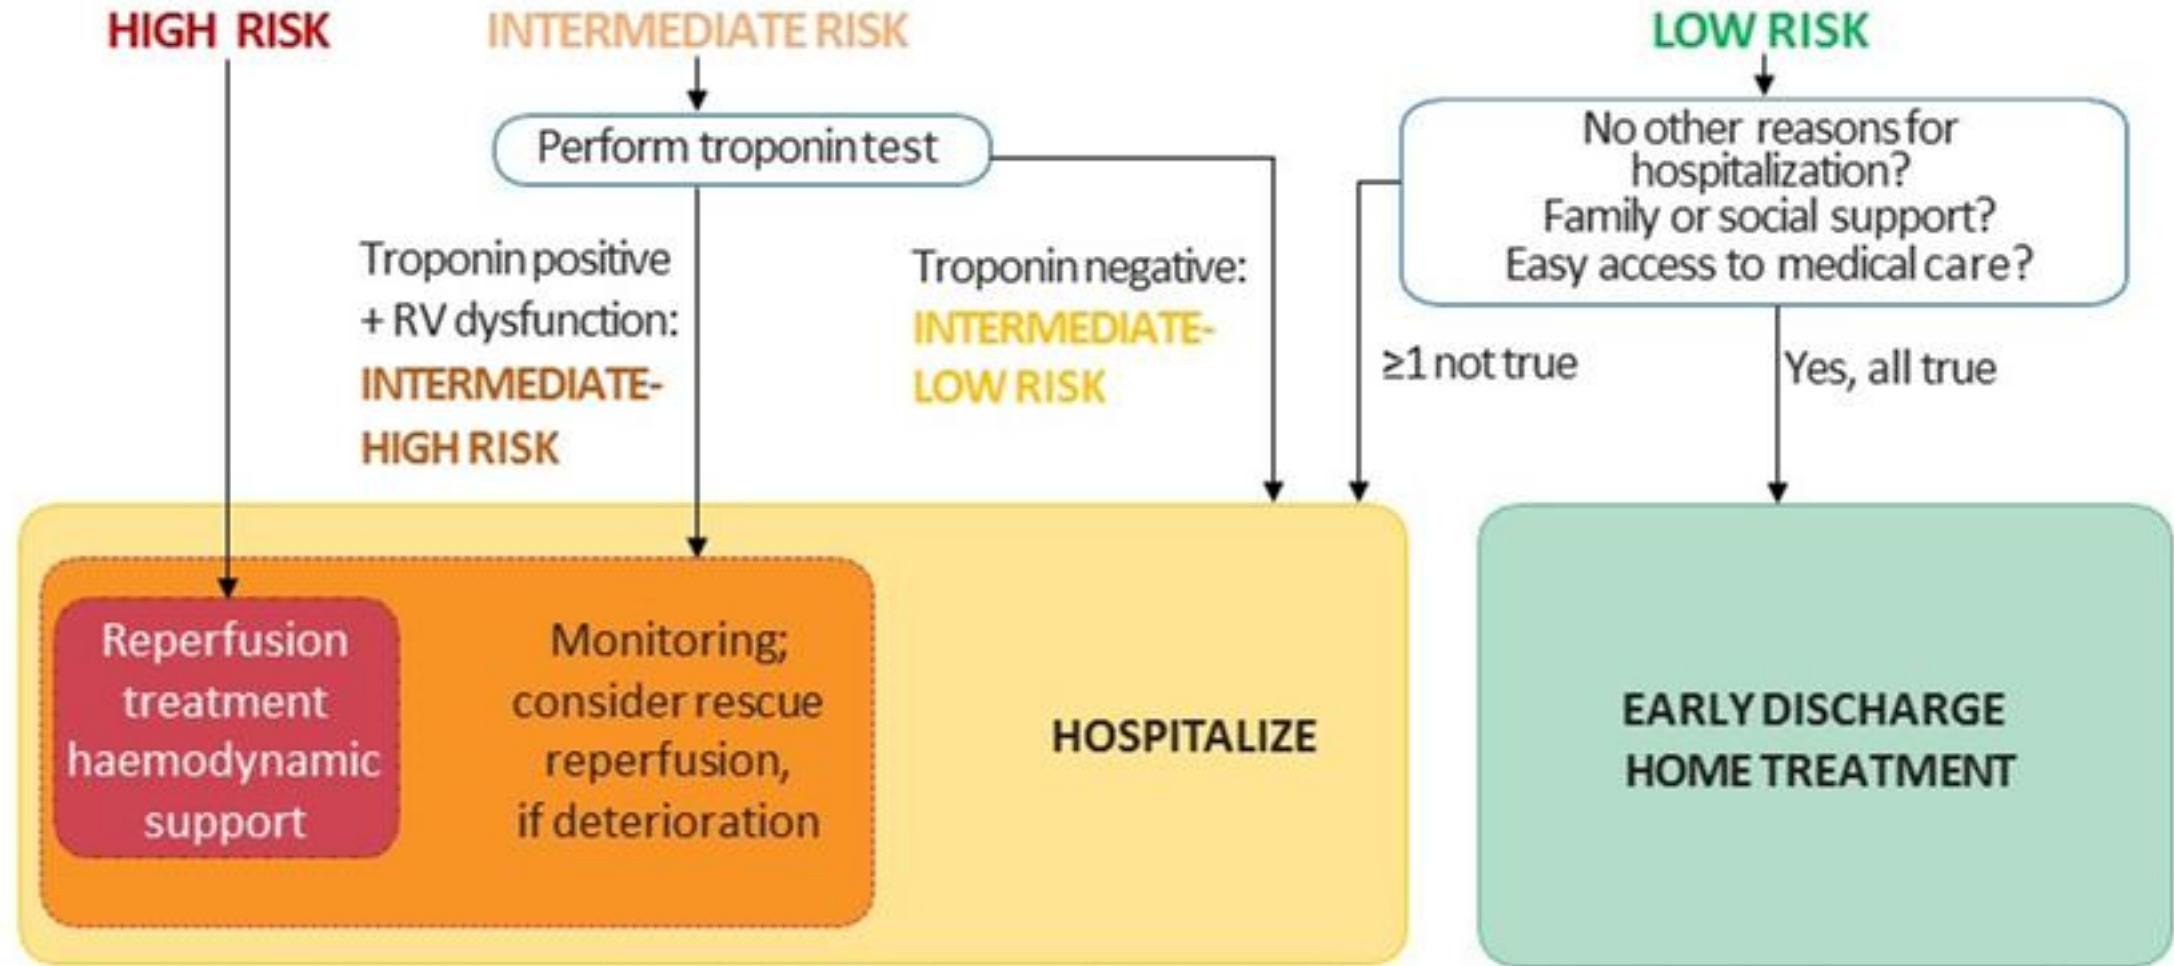 HIGH RISK
INTERMEDIATE RISK
LOW RISK
Perform troponin test
No other reasons for
hospitalization?
Family or social support?
Easy access to medical care?
Troponin positive
+ RV dysfunction:
INTERMEDIATE-
HIGH RISK
Troponin negative:
INTERMEDIATE-
LOW RISK
≥1 not true
Yes, all true
Reperfusion
treatment
haemodynamic
support
Monitoring;
consider rescue
reperfusion,
if deterioration
HOSPITALIZE
EARLY DISCHARGE
HOME TREATMENT